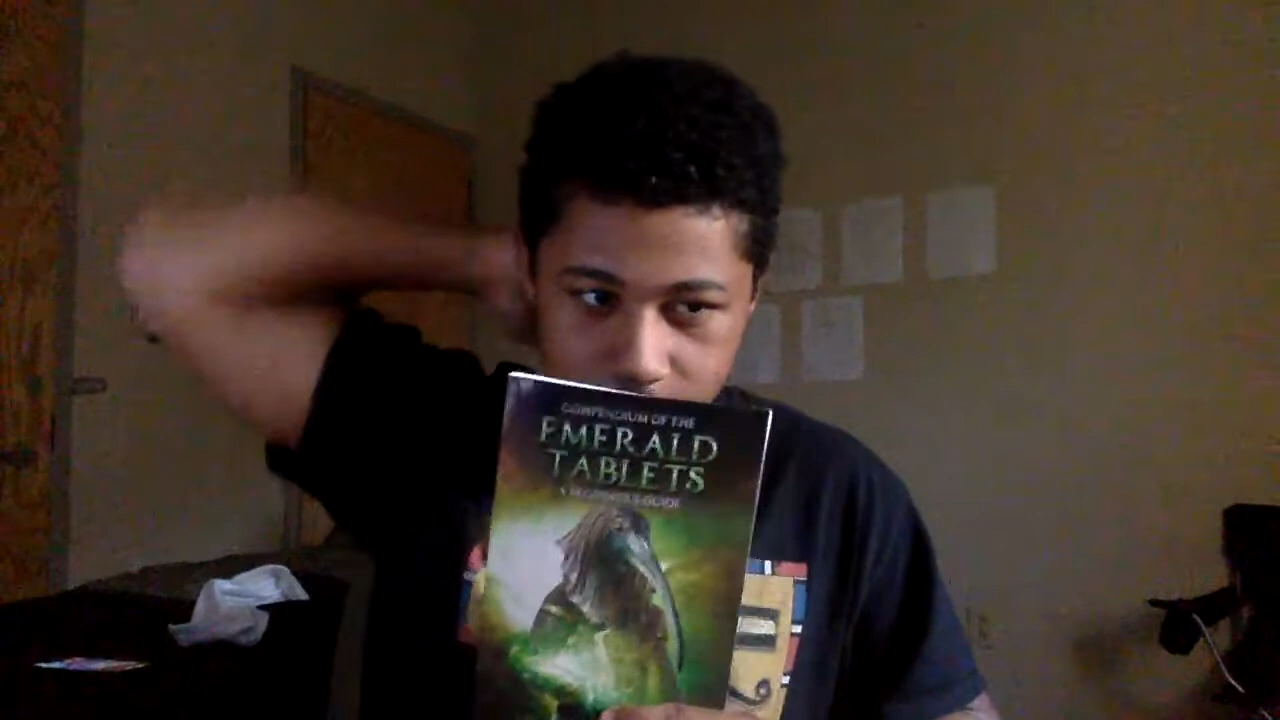 COMPENDIUM OF THE
EMERALD
TABLETS
A BEGINNER'S GUIDE